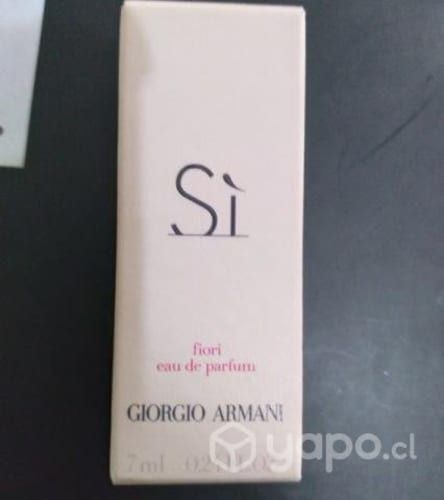 Sì
fiori
eau de parfum
GIORGIO ARMANI
7ml
yapo.cl